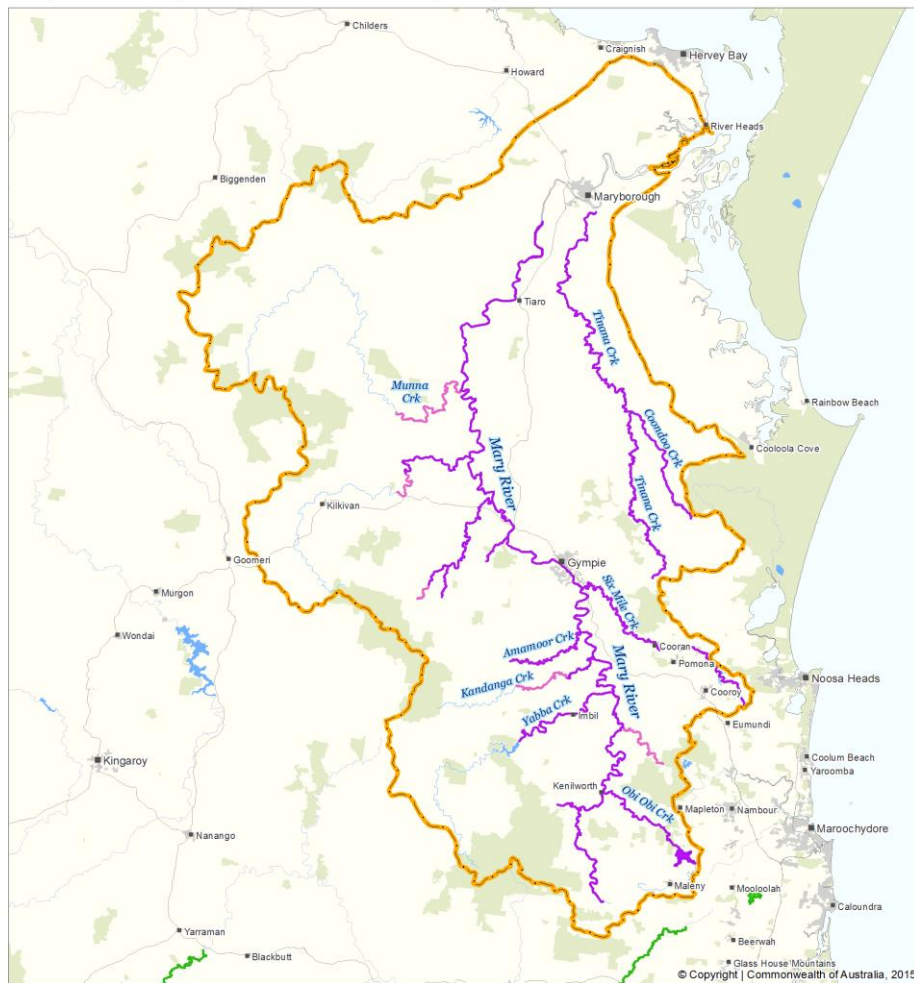 Childers
Craignish
Hervey Bay
Howard
River Heads
Biggenden
Maryborough
Tiaro
Tinana Crk
Munna
Crk
Rainbow Beach
Coondoo Crk
Cooloola Cove
Mary River
Tinana Crk
Kilkivan
Goomeri
Gympie
Murgon
Six Mile Crk
Wondai
Amamoor Crk
Cooran
Mary River
Pomona
Noosa Heads
Kandanga Crk
Cooroy
Yabba Crk
Imbil
Eumundi
Kingaroy
Coolum Beach
Yaroomba
Kenilworth
Obi Obi Crk
Mapleton
Nambour
Nanango
Maroochydore
Maleny
Mooloolah
Caloundra
Yarraman
Beerwah
Blackbutt
Glass House Mountains
© Copyright | Commonwealth of Australia, 2015